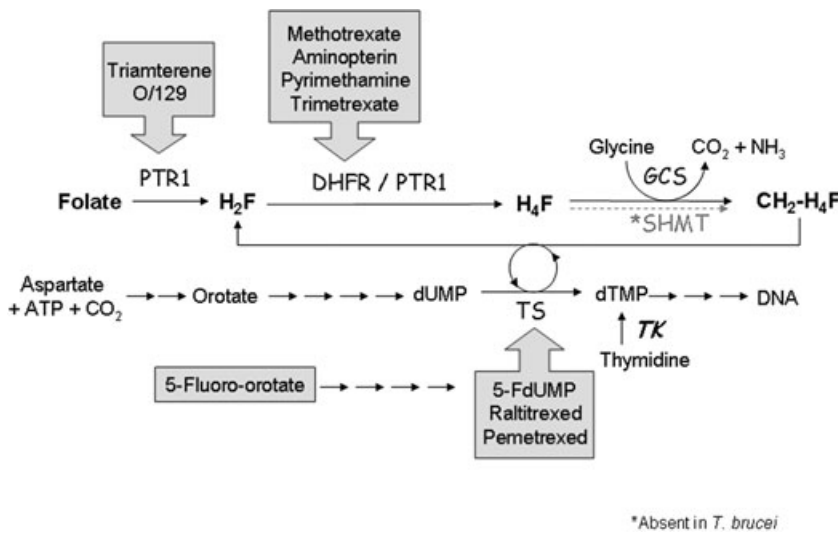 Triamterene
O/129
Methotrexate
Aminopterin
Pyrimethamine
Trimetrexate
Glycine
CO₂ + NH₃
GCS
PTR1
DHFR / PTR1
Folate
H₂F
H₄F
CH₂-H₄F
*SHMT
Aspartate
+ ATP + CO₂
Orotate
dUMP
TS
dTMP
DNA
TK
Thymidine
5-Fluoro-orotate
5-FdUMP
Raltitrexed
Pemetrexed
*Absent in T. brucei